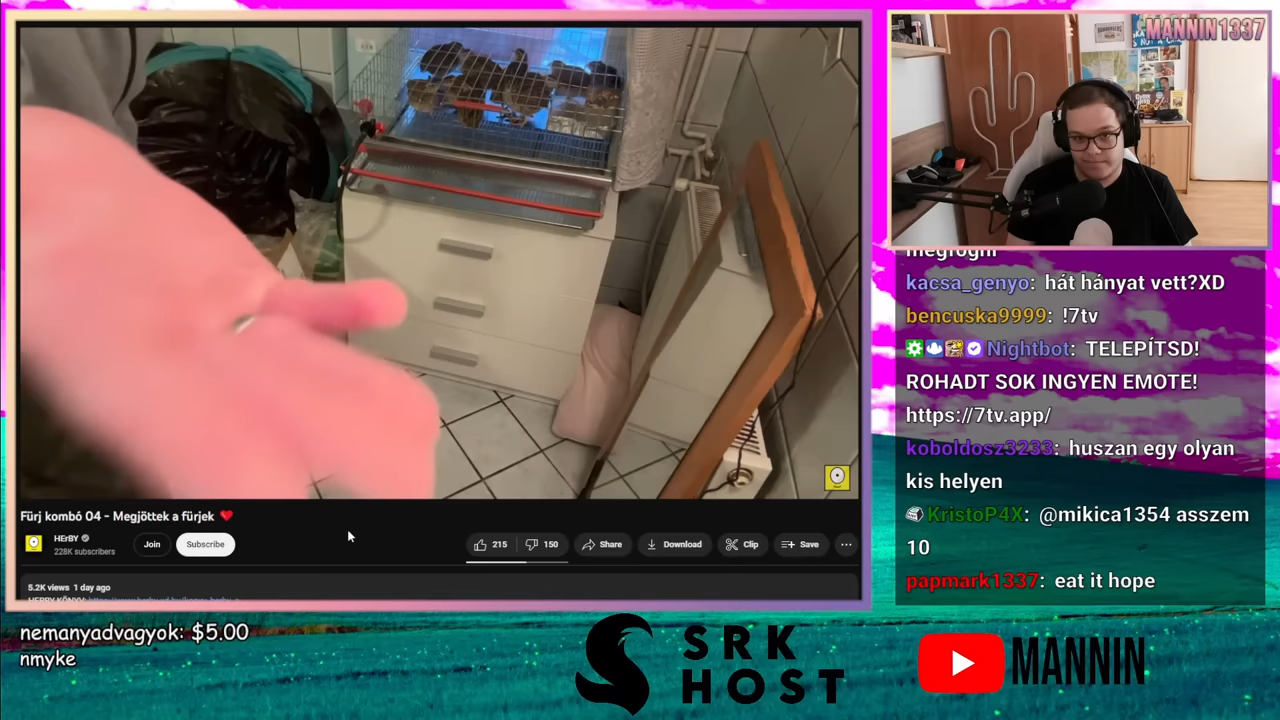 MANNIN1337
megfogni
kacsa_genyo: hát hányat vett?XD
bencuska9999: !7tv
Nightbot: TELEPÍTSD!
ROHADT SOK INGYEN EMOTE!
https://7tv.app/
koboldosz3233: huszan egy olyan
kis helyen
KristoP4X: @mikica1354 asszem
10
papmark1337: eat it hope
Fürj kombó 04 - Megjöttek a fürjek
HErBY
228K subscribers
Join
Subscribe
215
150
Share
Download
Clip
Save
5.2K views 1 day ago
nemanyadvagyok: $5.00
nmyke
SRK
HOST
MANNIN